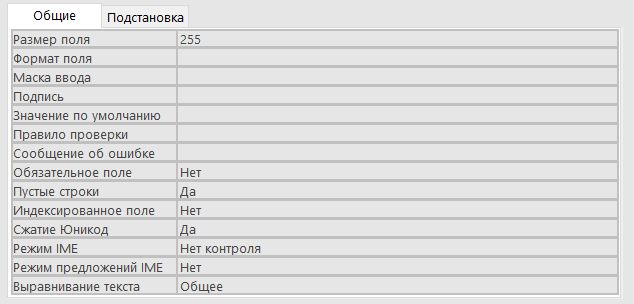 Общие Подстановка
Размер поля 255
Формат поля
Маска ввода
Подпись
Значение по умолчанию
Правило проверки
Сообщение об ошибке
Обязательное поле Нет
Пустые строки Да
Индексированное поле Нет
Сжатие Юникод Да
Режим IME Нет контроля
Режим предложений IME Нет
Выравнивание текста Общее